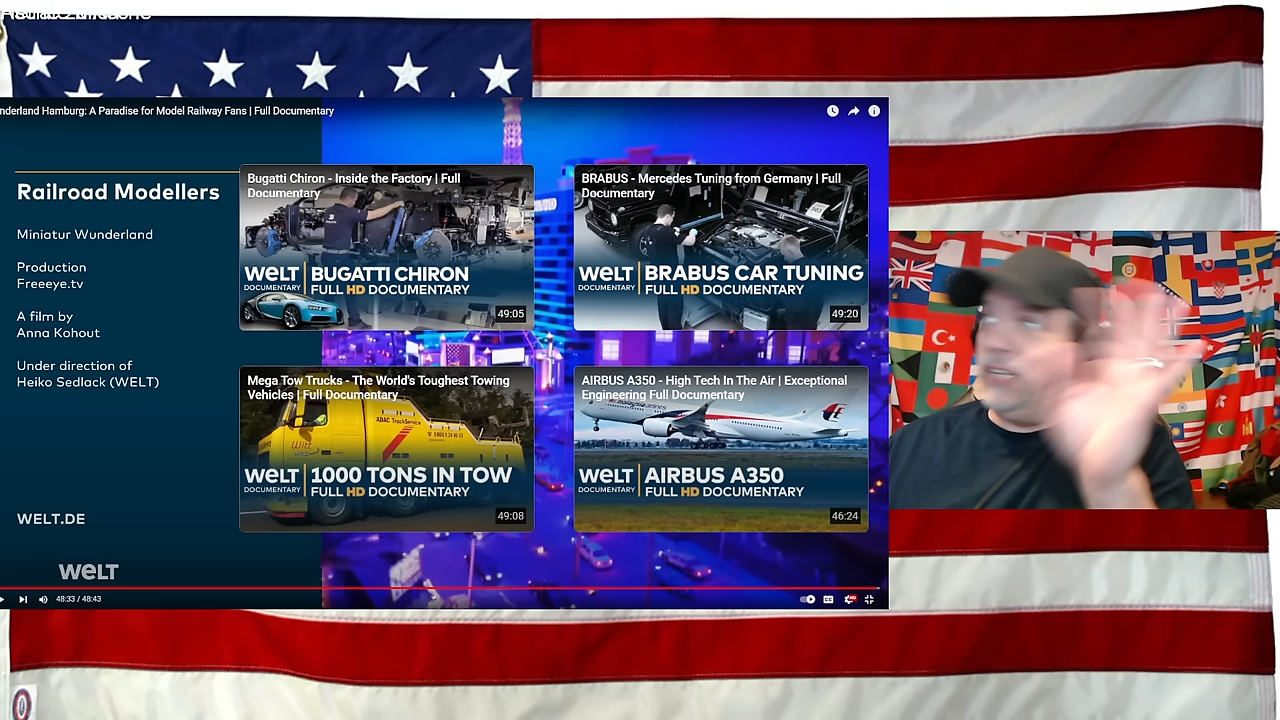 nderland Hamburg: A Paradise for Model Railway Fans | Full Documentary
Railroad Modellers
Miniatur Wunderland
Production
Freeeye.tv
A film by
Anna Kohout
Under direction of
Heiko Sedlack (WELT)
WELT.DE
WELT
48:33 / 48:43
Bugatti Chiron - Inside the Factory | Full
Documentary
WELT
DOCUMENTARY
BUGATTI CHIRON
FULL HD DOCUMENTARY
49:05
BRABUS - Mercedes Tuning from Germany | Full
Documentary
WELT
DOCUMENTARY
BRABUS CAR TUNING
FULL HD DOCUMENTARY
49:20
Mega Tow Trucks - The World's Toughest Towing
Vehicles | Full Documentary
ADAC TruckService
WELT
DOCUMENTARY
1000 TONS IN TOW
FULL HD DOCUMENTARY
49:08
AIRBUS A350 - High Tech In The Air | Exceptional
Engineering Full Documentary
malaysia airlines
WELT
DOCUMENTARY
AIRBUS A350
FULL HD DOCUMENTARY
46:24